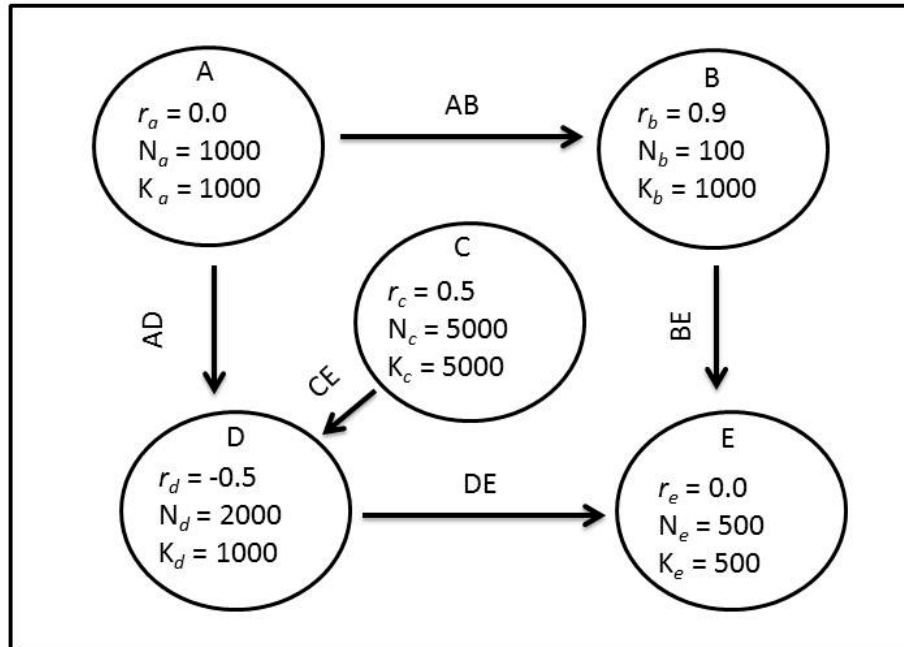 A
r_a = 0.0
N_a = 1000
K_a = 1000
AB
B
r_b = 0.9
N_b = 100
K_b = 1000
AD
C
r_c = 0.5
N_c = 5000
K_c = 5000
CE
BE
D
r_d = -0.5
N_d = 2000
K_d = 1000
DE
E
r_e = 0.0
N_e = 500
K_e = 500